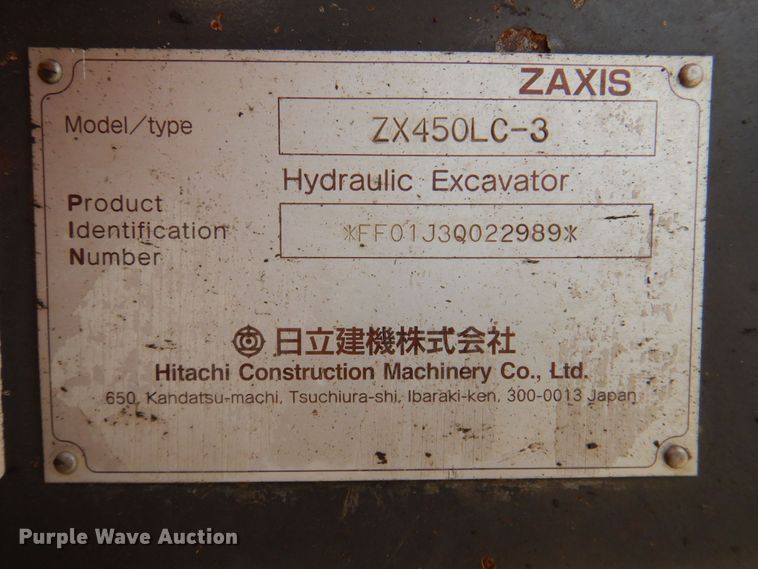 ZAXIS
Model/type ZX450LC-3
Hydraulic Excavator
Product
Identification *FF01J3Q022989*
Number
日立建機株式会社
Hitachi Construction Machinery Co., Ltd.
650, Kandatsu-machi, Tsuchiura-shi, Ibaraki-ken, 300-0013 Japan
Purple Wave Auction